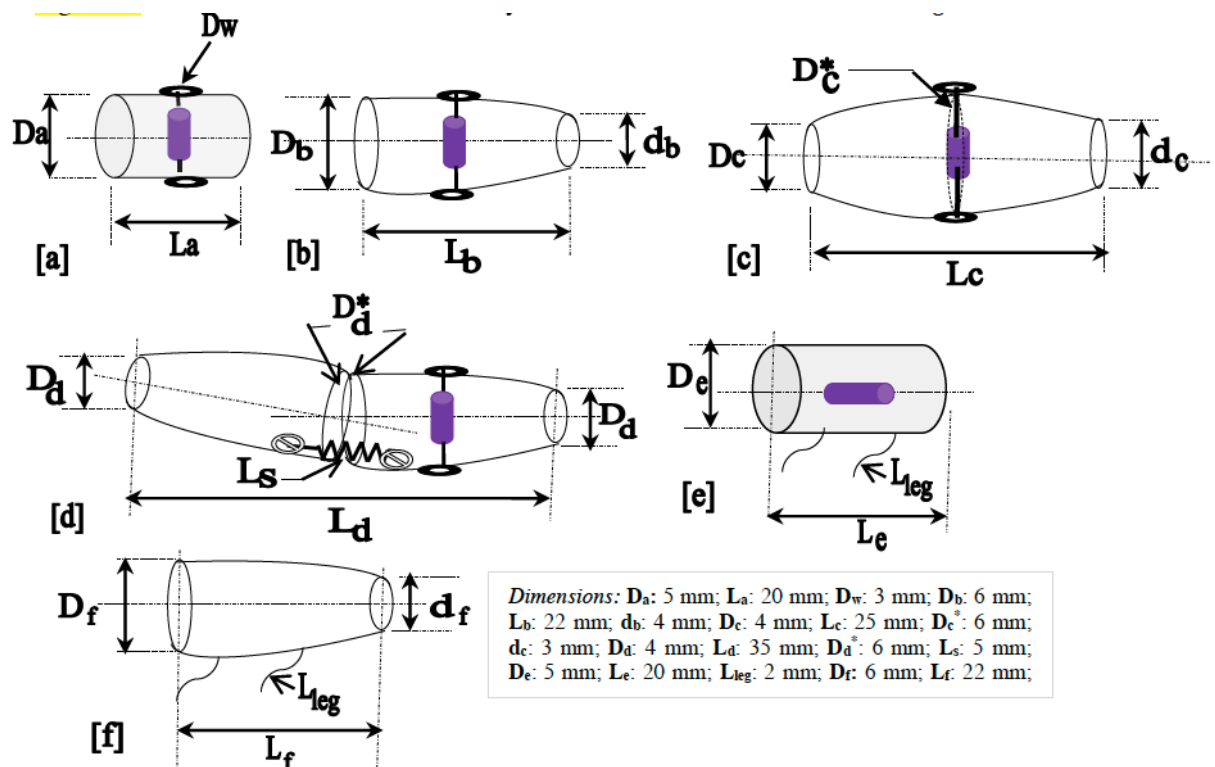 Dw
Da
La
[a]
Db
db
Lb
[b]
D*c
Dc
dc
Lc
[c]
D*d
Dd
Dd
Ls
Ld
[d]
De
Lleg
Le
[e]
Df
df
Lleg
Lf
[f]
Dimensions: Da: 5 mm; La: 20 mm; Dw: 3 mm; Db: 6 mm;
Lb: 22 mm; db: 4 mm; Dc: 4 mm; Lc: 25 mm; Dc*: 6 mm;
dc: 3 mm; Dd: 4 mm; Ld: 35 mm; Dd*: 6 mm; Ls: 5 mm;
De: 5 mm; Le: 20 mm; Lleg: 2 mm; Df: 6 mm; Lf: 22 mm;